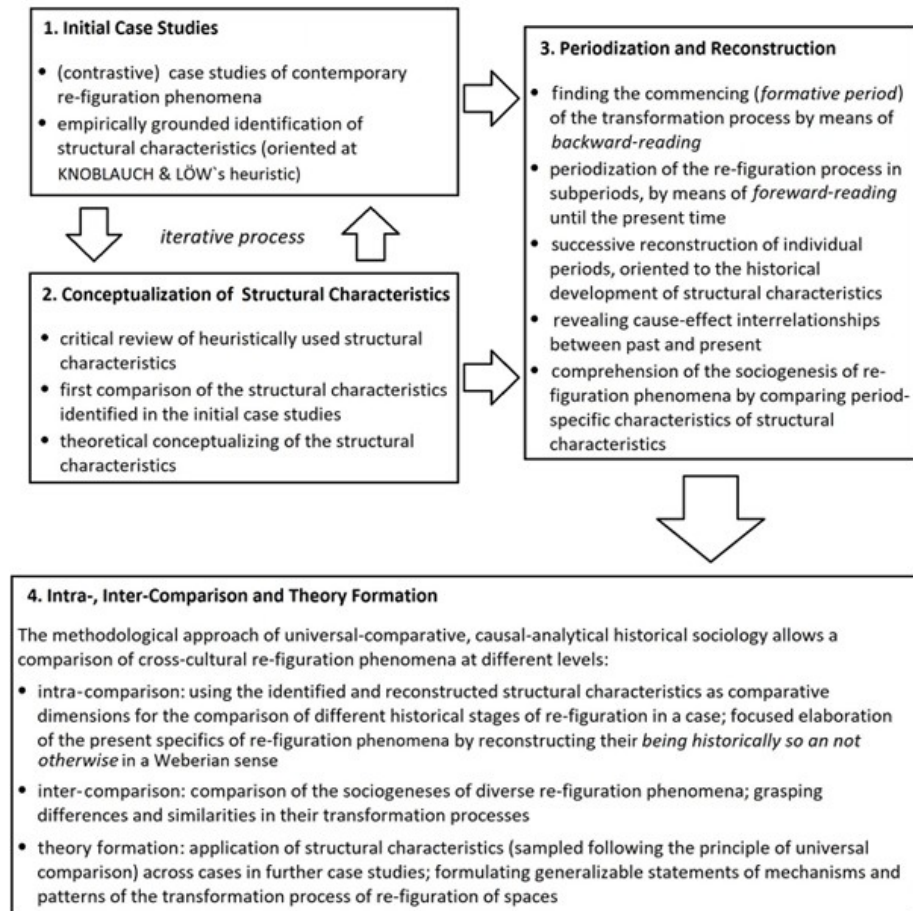 1. Initial Case Studies
• (contrastive) case studies of contemporary
re-figuration phenomena
• empirically grounded identification of
structural characteristics (oriented at
KNOBLAUCH & LÖW`s heuristic)
iterative process
2. Conceptualization of Structural Characteristics
• critical review of heuristically used structural
characteristics
• first comparison of the structural characteristics
identified in the initial case studies
• theoretical conceptualizing of the structural
characteristics
3. Periodization and Reconstruction
• finding the commencing (formative period)
of the transformation process by means of
backward-reading
• periodization of the re-figuration process in
subperiods, by means of foreward-reading
until the present time
• successive reconstruction of individual
periods, oriented to the historical
development of structural characteristics
• revealing cause-effect interrelationships
between past and present
• comprehension of the sociogenesis of re-
figuration phenomena by comparing period-
specific characteristics of structural
characteristics
4. Intra-, Inter-Comparison and Theory Formation
The methodological approach of universal-comparative, causal-analytical historical sociology allows a
comparison of cross-cultural re-figuration phenomena at different levels:
• intra-comparison: using the identified and reconstructed structural characteristics as comparative
dimensions for the comparison of different historical stages of re-figuration in a case; focused elaboration
of the present specifics of re-figuration phenomena by reconstructing their being historically so an not
otherwise in a Weberian sense
• inter-comparison: comparison of the sociogeneses of diverse re-figuration phenomena; grasping
differences and similarities in their transformation processes
• theory formation: application of structural characteristics (sampled following the principle of universal
comparison) across cases in further case studies; formulating generalizable statements of mechanisms and
patterns of the transformation process of re-figuration of spaces